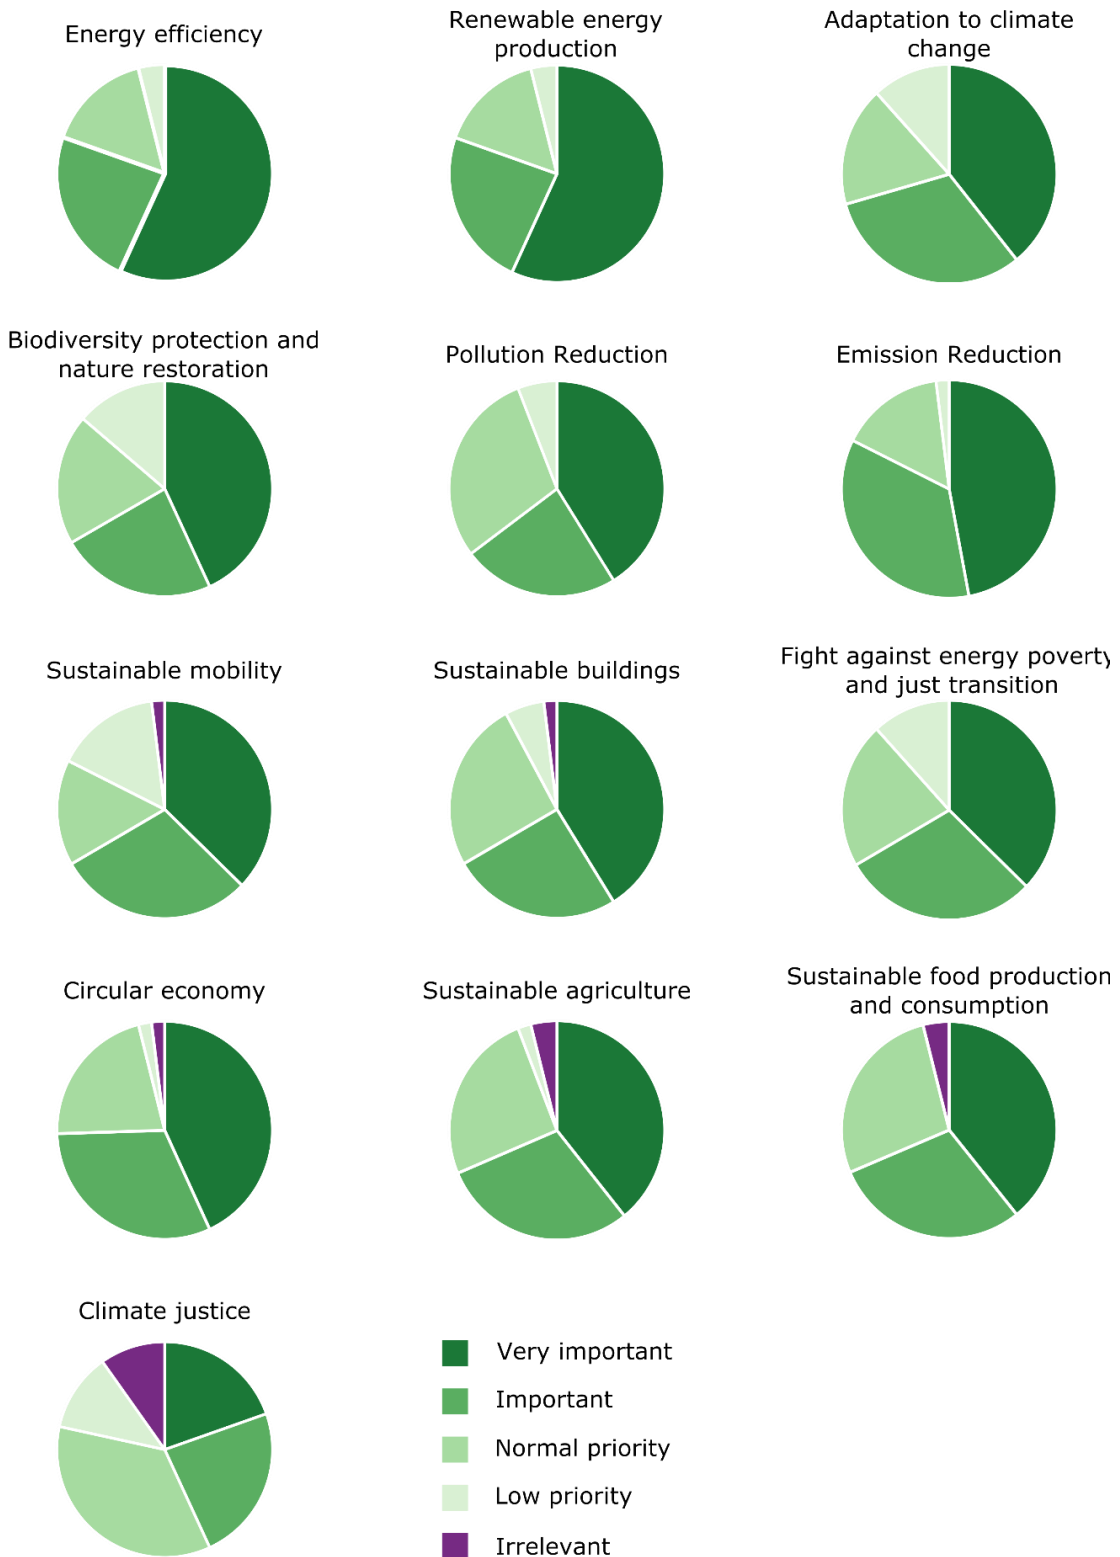 Energy efficiency
Renewable energy
production
Adaptation to climate
change
Biodiversity protection and
nature restoration
Pollution Reduction
Emission Reduction
Sustainable mobility
Sustainable buildings
Fight against energy poverty
and just transition
Circular economy
Sustainable agriculture
Sustainable food production
and consumption
Climate justice
Very important
Important
Normal priority
Low priority
Irrelevant